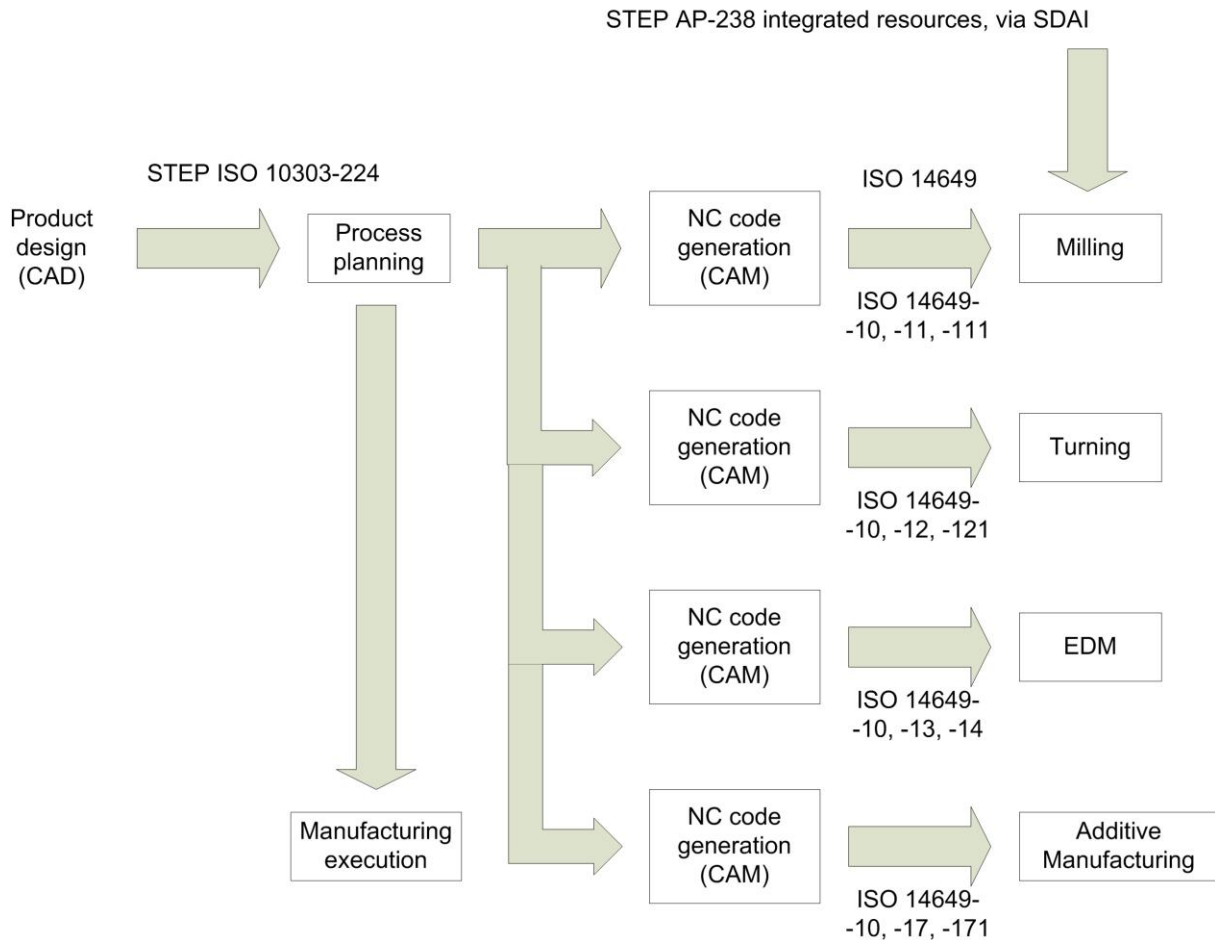 STEP AP-238 integrated resources, via SDAI
STEP ISO 10303-224
Product
design
(CAD)
Process
planning
NC code
generation
(CAM)
ISO 14649
ISO 14649-
-10, -11, -111
Milling
NC code
generation
(CAM)
ISO 14649-
-10, -12, -121
Turning
NC code
generation
(CAM)
ISO 14649-
-10, -13, -14
EDM
Manufacturing
execution
NC code
generation
(CAM)
ISO 14649-
-10, -17, -171
Additive
Manufacturing